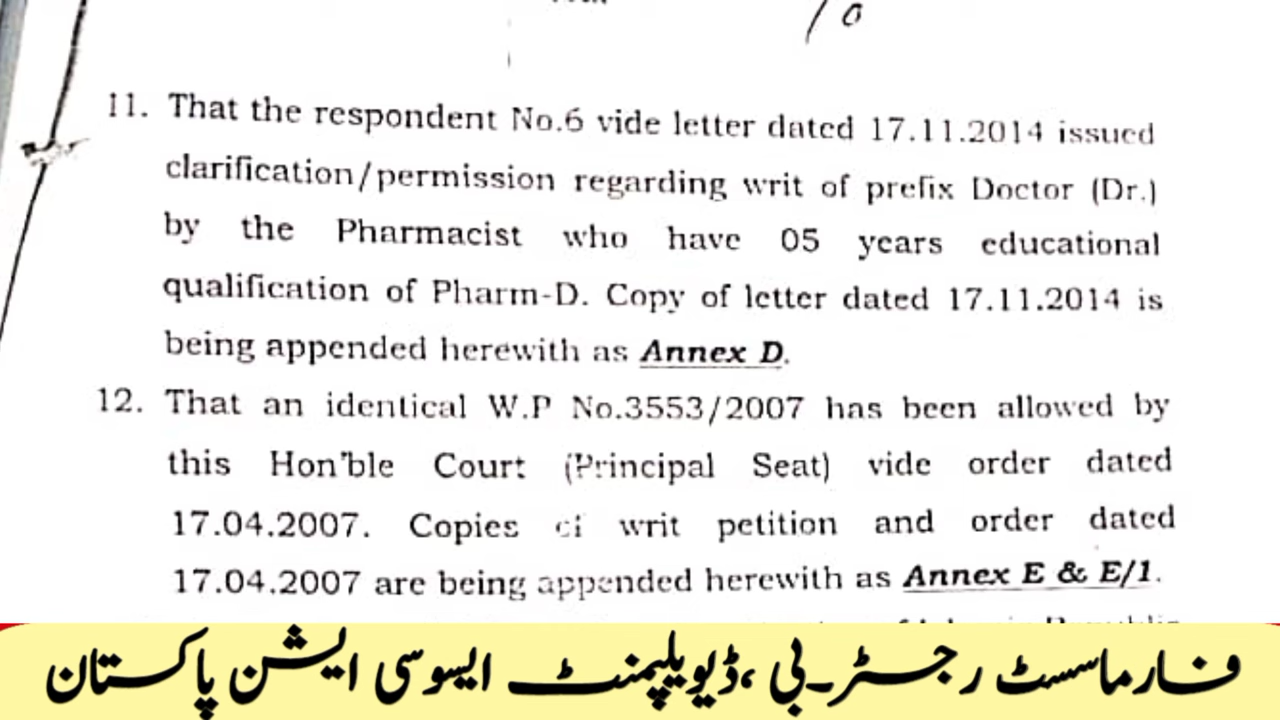 11. That the respondent No.6 vide letter dated 17.11.2014 issued
clarification/permission regarding writ of prefix Doctor (Dr.)
by the Pharmacist who have 05 years educational
qualification of Pharm-D. Copy of letter dated 17.11.2014 is
being appended herewith as Annex D.
12. That an identical W.P No.3553/2007 has been allowed by
this Hon'ble Court (Principal Seat) vide order dated
17.04.2007. Copies of writ petition and order dated
17.04.2007 are being appended herewith as Annex E & E/1.
فارماسسٹ رجسٹر۔بی ،ڈیویلپمنٹ ایسوسی ایشن پاکستان